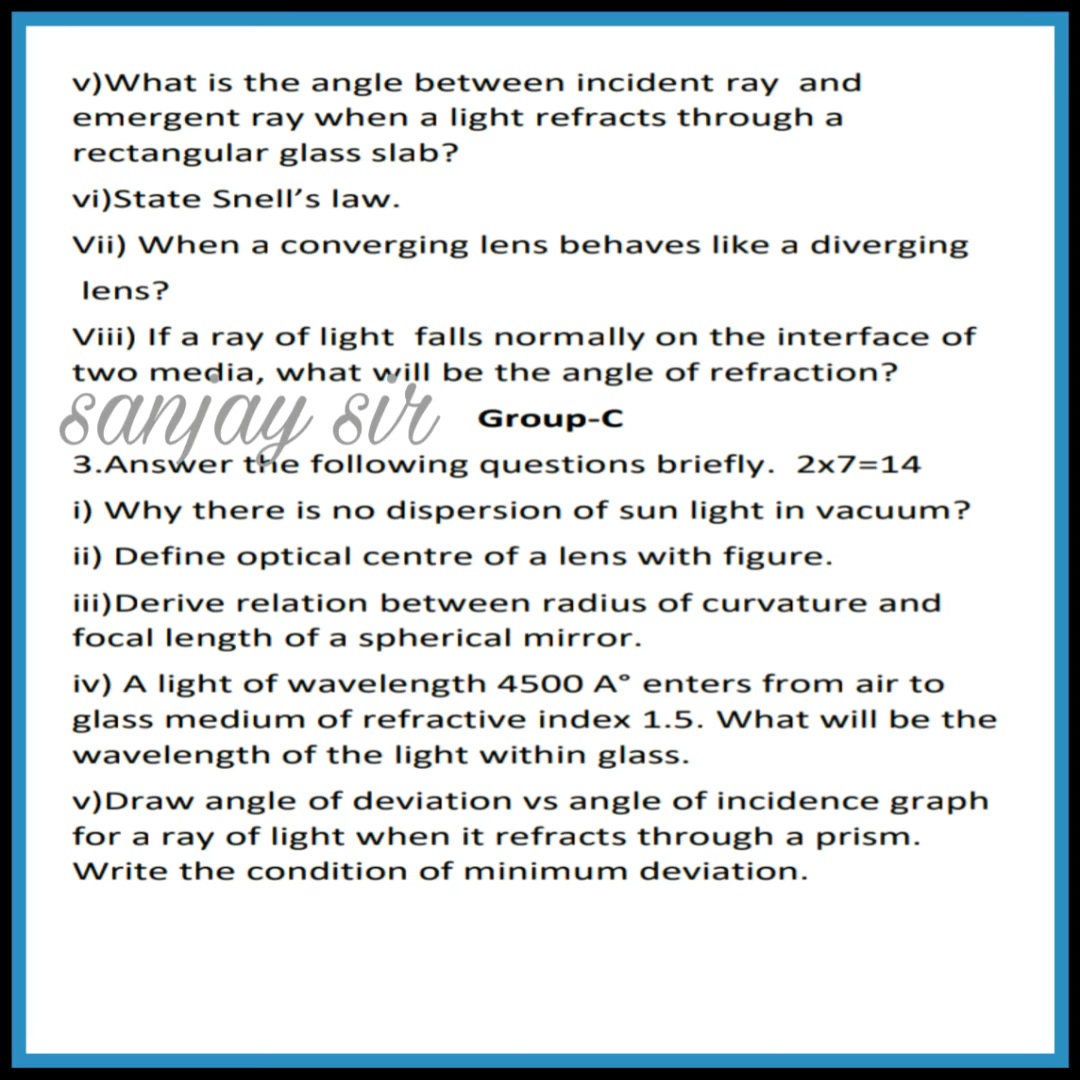 v)What is the angle between incident ray and
emergent ray when a light refracts through a
rectangular glass slab?
vi)State Snell’s law.
Vii) When a converging lens behaves like a diverging
lens?
Viii) If a ray of light falls normally on the interface of
two media, what will be the angle of refraction?
sanjay sir
Group-C
3.Answer the following questions briefly. 2x7=14
i) Why there is no dispersion of sun light in vacuum?
ii) Define optical centre of a lens with figure.
iii)Derive relation between radius of curvature and
focal length of a spherical mirror.
iv) A light of wavelength 4500 A° enters from air to
glass medium of refractive index 1.5. What will be the
wavelength of the light within glass.
v)Draw angle of deviation vs angle of incidence graph
for a ray of light when it refracts through a prism.
Write the condition of minimum deviation.